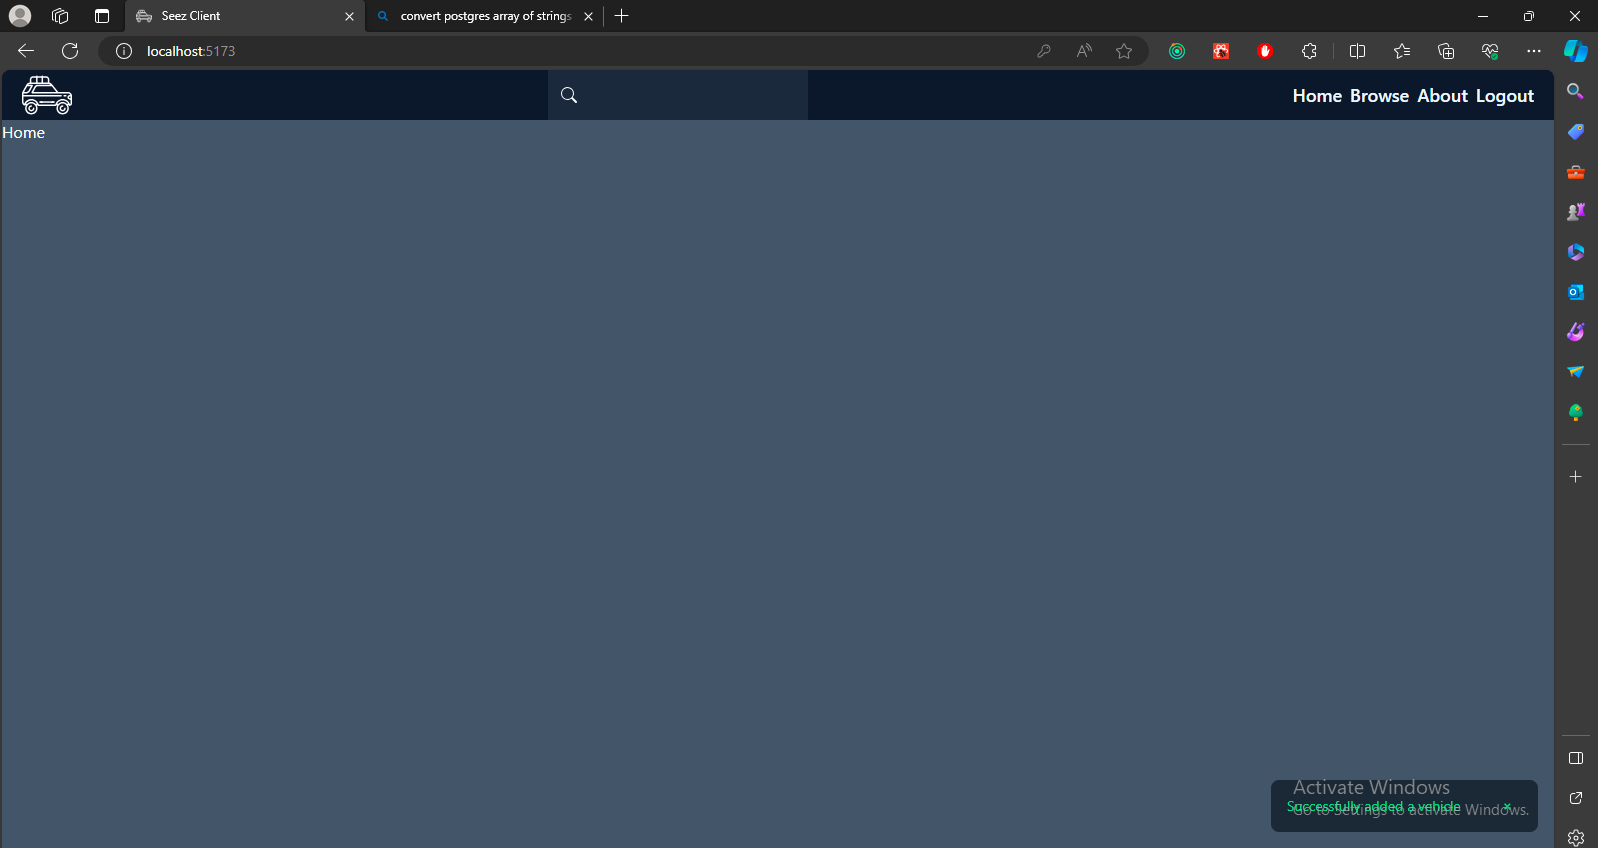 Seez Client
convert postgres array of strings
localhost:5173
Home Browse About Logout
Home
Activate Windows
Successfully added a vehicle
Go to Settings to activate Windows.